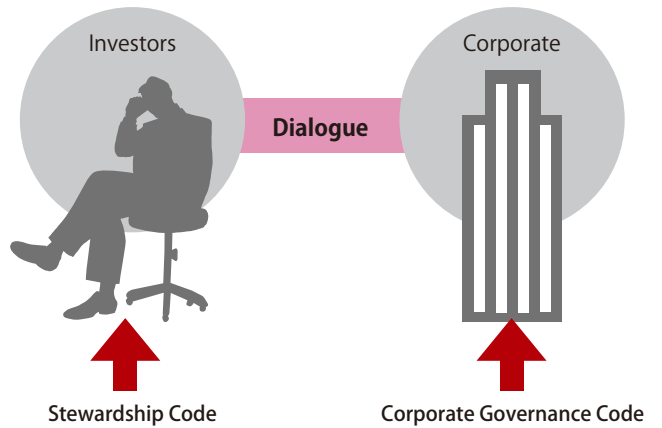 Investors
Corporate
Dialogue
Stewardship Code
Corporate Governance Code